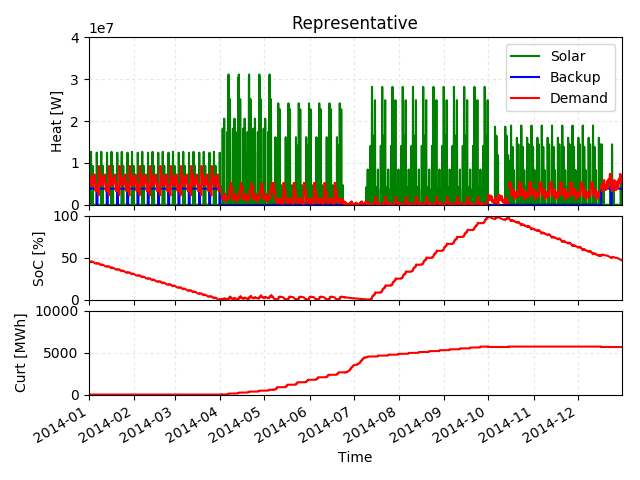 Representative
1e7
4
3
2
1
0
Heat [W]
Solar
Backup
Demand
100
50
0
SoC [%]
10000
5000
0
Curt [MWh]
2014-01
2014-02
2014-03
2014-04
2014-05
2014-06
2014-07
2014-08
2014-09
2014-10
2014-11
2014-12
Time